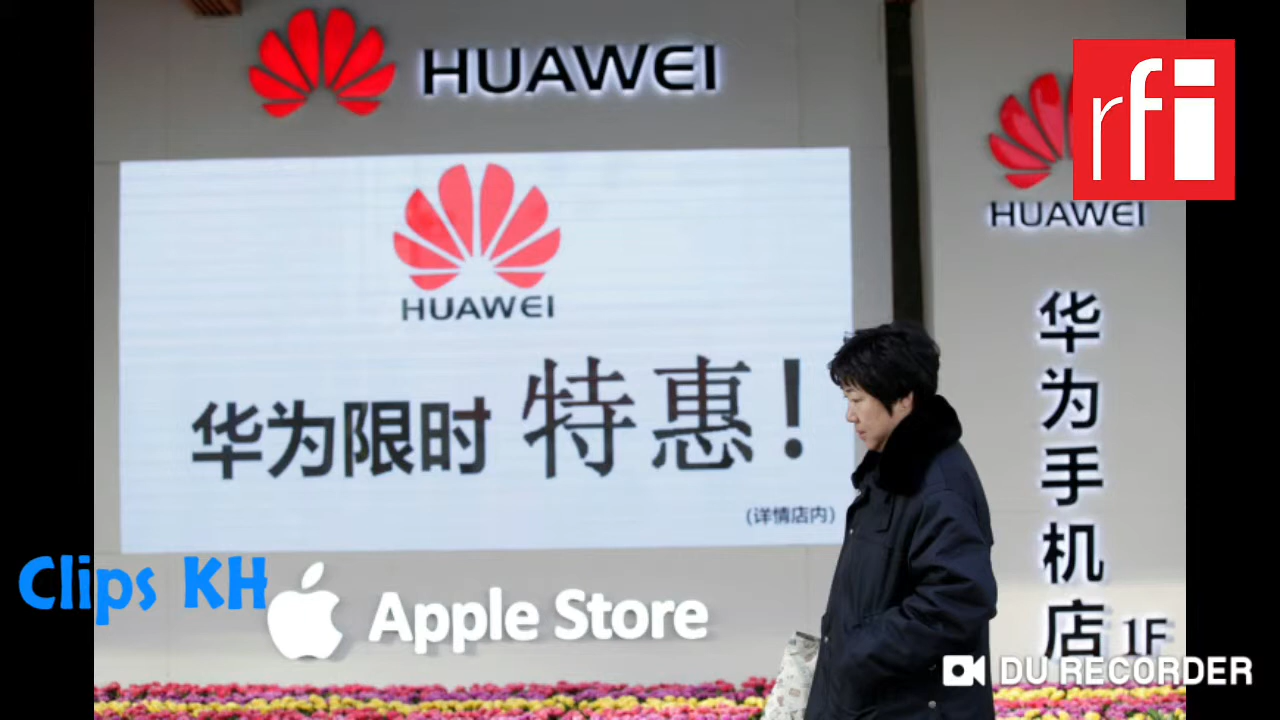 HUAWEI
rfi
HUAWEI
HUAWEI
华为限时 特惠!
(详情店内)
华为手机店 1F
Clips KH
Apple Store
DU RECORDER